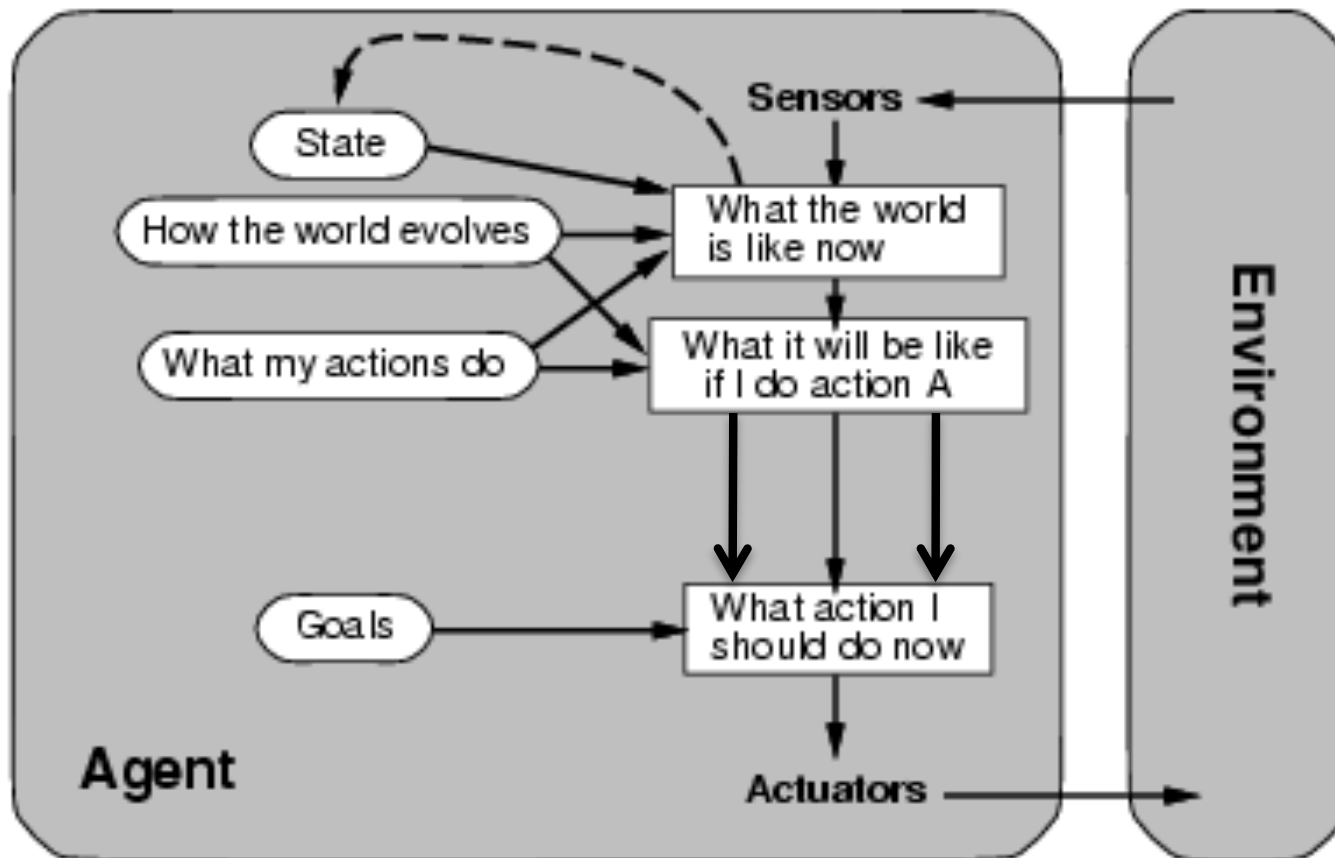 Sensors
State
What the world
is like now
How the world evolves
What it will be like
if I do action A
What my actions do
Environment
What action I
should do now
Goals
Agent
Actuators